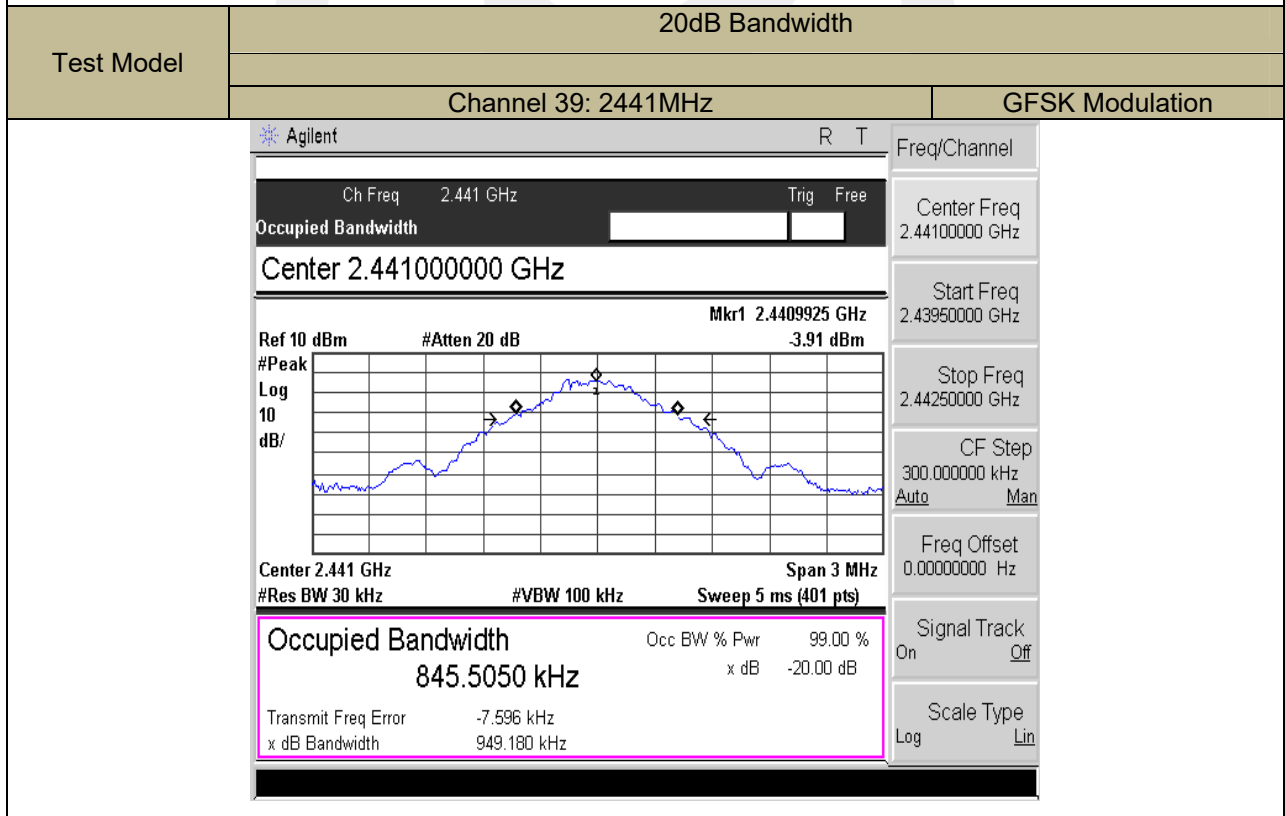 20dB Bandwidth
Test Model
Channel 39: 2441MHz
GFSK Modulation
Agilent
R T
Freq/Channel
Ch Freq 2.441 GHz
Trig Free
Occupied Bandwidth
Center 2.441000000 GHz
Mkr1 2.4409925 GHz
Ref 10 dBm #Atten 20 dB -3.91 dBm
#Peak
Log
10
dB/
1
Center 2.441 GHz Span 3 MHz
#Res BW 30 kHz #VBW 100 kHz Sweep 5 ms (401 pts)
Occupied Bandwidth
845.5050 kHz
Occ BW % Pwr 99.00 %
x dB -20.00 dB
Transmit Freq Error -7.596 kHz
x dB Bandwidth 949.180 kHz
Center Freq
2.44100000 GHz
Start Freq
2.43950000 GHz
Stop Freq
2.44250000 GHz
CF Step
300.000000 kHz
Auto Man
Freq Offset
0.00000000 Hz
Signal Track
On Off
Scale Type
Log Lin